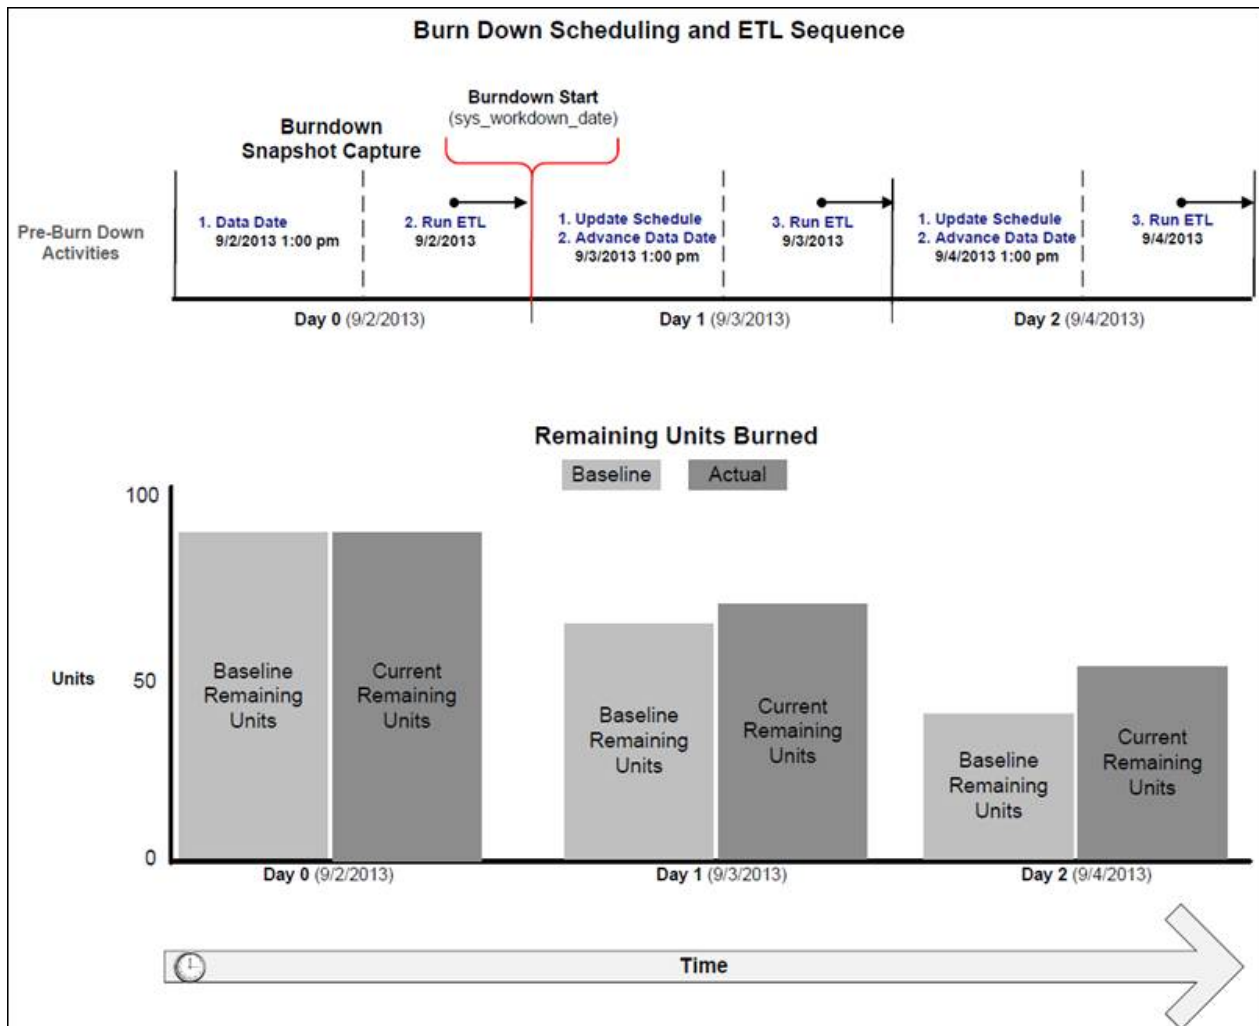 Burn Down Scheduling and ETL Sequence
Burndown Start
(sys_workdown_date)
Burndown
Snapshot Capture
Pre-Burn Down
Activities
1. Data Date
9/2/2013 1:00 pm
2. Run ETL
9/2/2013
1. Update Schedule
2. Advance Data Date
9/3/2013 1:00 pm
3. Run ETL
9/3/2013
1. Update Schedule
2. Advance Data Date
9/4/2013 1:00 pm
3. Run ETL
9/4/2013
Day 0 (9/2/2013)
Day 1 (9/3/2013)
Day 2 (9/4/2013)
Remaining Units Burned
Baseline
Actual
100
Units
50
0
Baseline
Remaining
Units
Current
Remaining
Units
Baseline
Remaining
Units
Current
Remaining
Units
Baseline
Remaining
Units
Current
Remaining
Units
Day 0 (9/2/2013)
Day 1 (9/3/2013)
Day 2 (9/4/2013)
Time